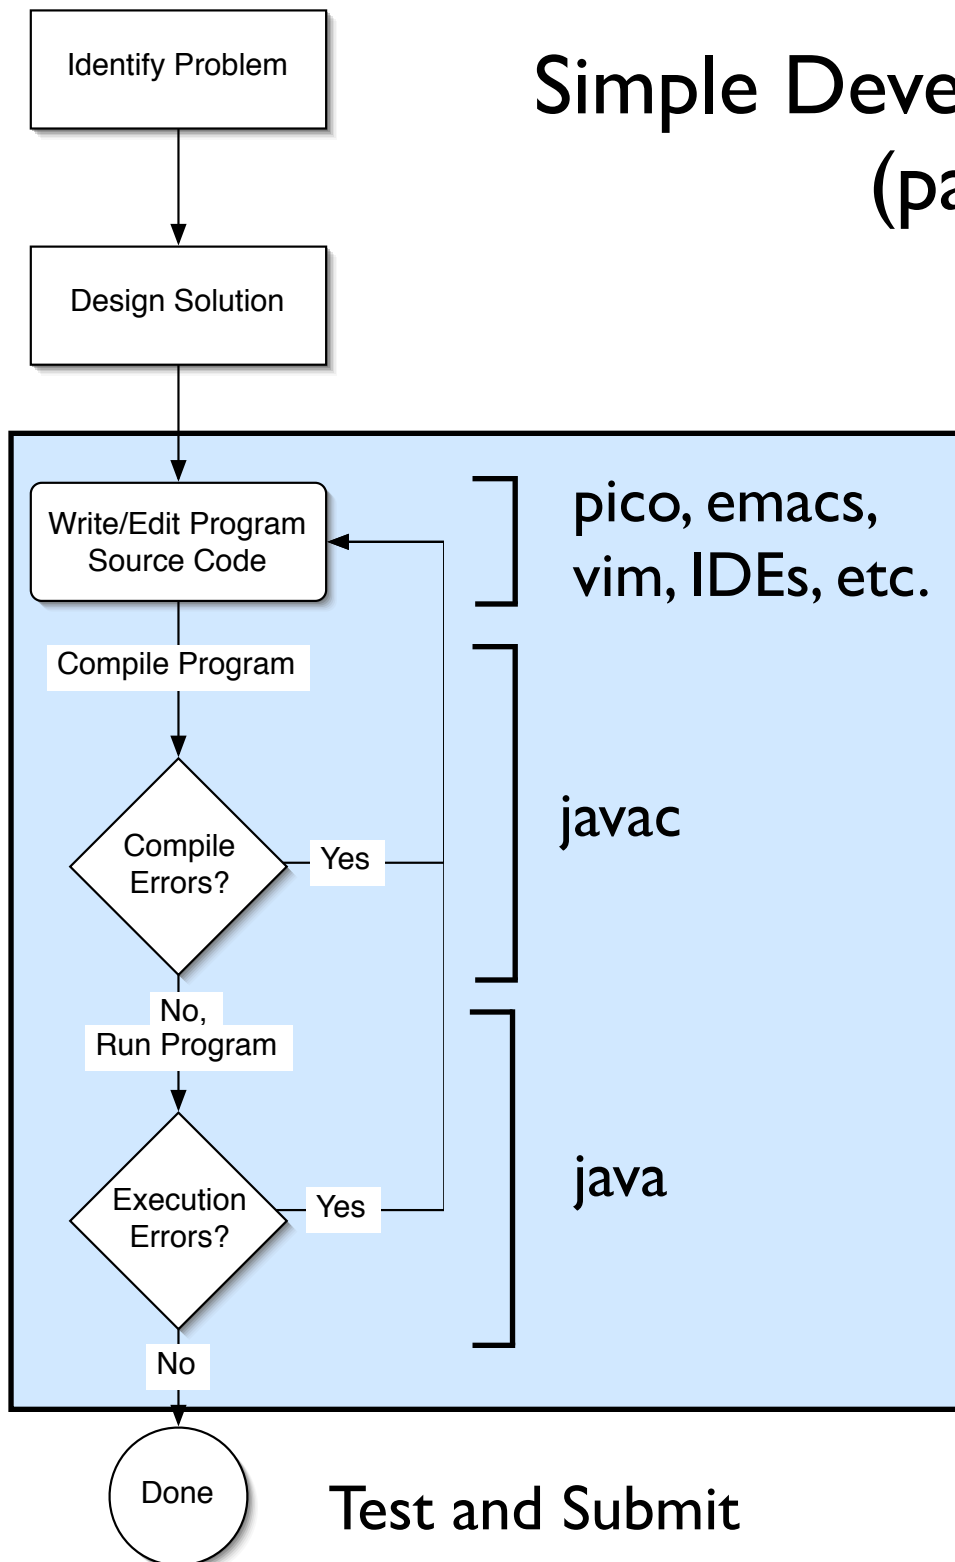 Identify Problem
Simple Deve
(pa
Design Solution
Write/Edit Program
Source Code
pico, emacs,
vim, IDEs, etc.
Compile Program
Compile
Errors?
Yes
javac
No,
Run Program
Execution
Errors?
Yes
java
No
Done
Test and Submit